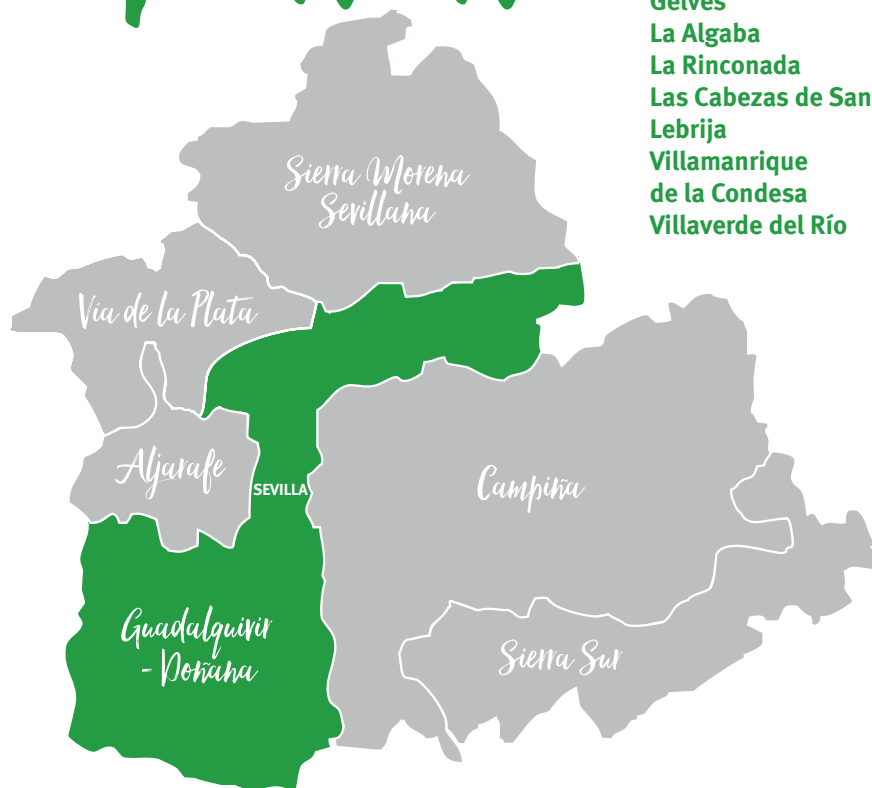 Gelves
La Algaba
La Rinconada
Las Cabezas de San
Lebrija
Villamanrique
de la Condesa
Villaverde del Río
Sierra Morena
Sevillana
Vía de la Plata
Aljarafe
SEVILLA
Campiña
Guadalquivir
- Doñana
Sierra Sur